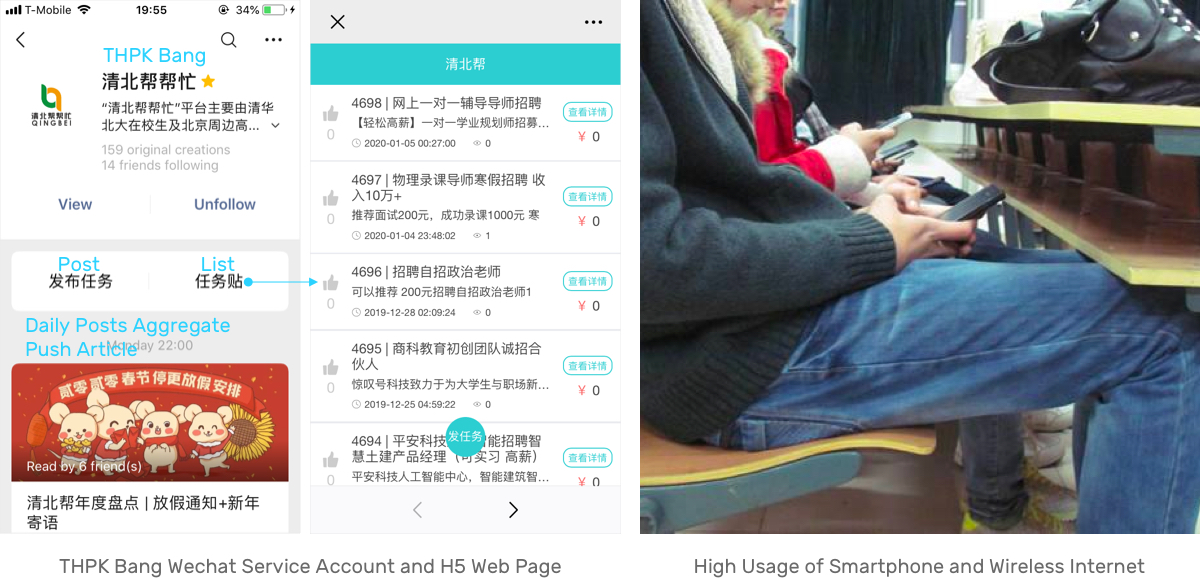 T-Mobile 19:55 34%
THPK Bang
清北帮帮忙
清北帮帮忙
QINGBEI
“清北帮帮忙”平台主要由清华
北大在校生及北京周边高...
159 original creations
14 friends following
View Unfollow
Post List
发布任务 任务贴
Daily Posts Aggregate
Push Article
Monday 22:00
贰零贰零春节停更放假安排
Read by 6 friend(s)
清北帮年度盘点 | 放假通知+新年
寄语
清北帮
4698 | 网上一对一辅导导师招聘
查看详情
【轻松高薪】一对一学业规划师招募...
0 2020-01-05 00:27:00 0 ¥ 0
4697 | 物理录课导师寒假招聘 收
入10万+
查看详情
推荐面试200元，成功录课1000元 寒
0 2020-01-04 23:48:02 1 ¥ 0
4696 | 招聘自招政治老师
查看详情
可以推荐 200元招聘自招政治老师1
0 2019-12-28 02:09:24 0 ¥ 0
4695 | 商科教育初创团队诚招合
伙人
查看详情
惊叹号科技致力于为大学生与职场新...
0 2019-12-25 04:59:22 0 ¥ 0
发任务
4694 | 平安科技 智能招聘智
慧土建产品经理（可实习 高薪）
查看详情
平安科技人工智能中心，智能建筑智...
0 ¥ 0
THPK Bang Wechat Service Account and H5 Web Page
High Usage of Smartphone and Wireless Internet